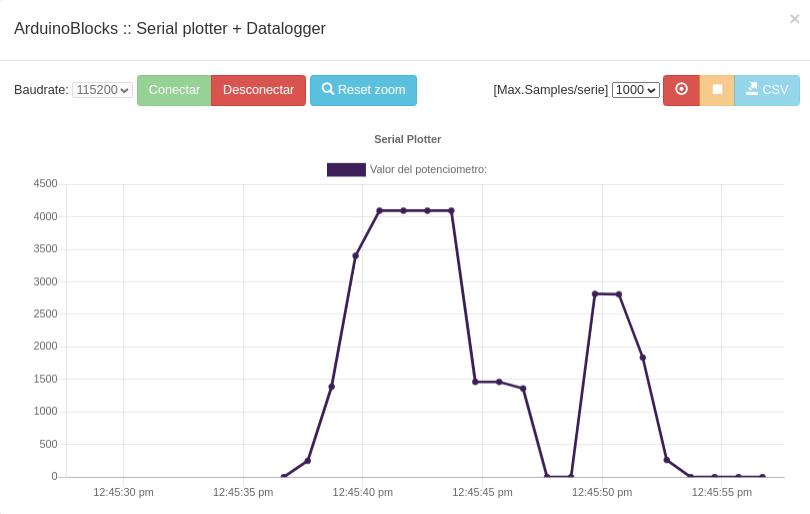 ArduinoBlocks :: Serial plotter + Datalogger
×
Baudrate: 115200 Conectar Desconectar Reset zoom [Max.Samples/serie] 1000 CSV
Serial Plotter
Valor del potenciometro:
4500
4000
3500
3000
2500
2000
1500
1000
500
0
12:45:30 pm 12:45:35 pm 12:45:40 pm 12:45:45 pm 12:45:50 pm 12:45:55 pm